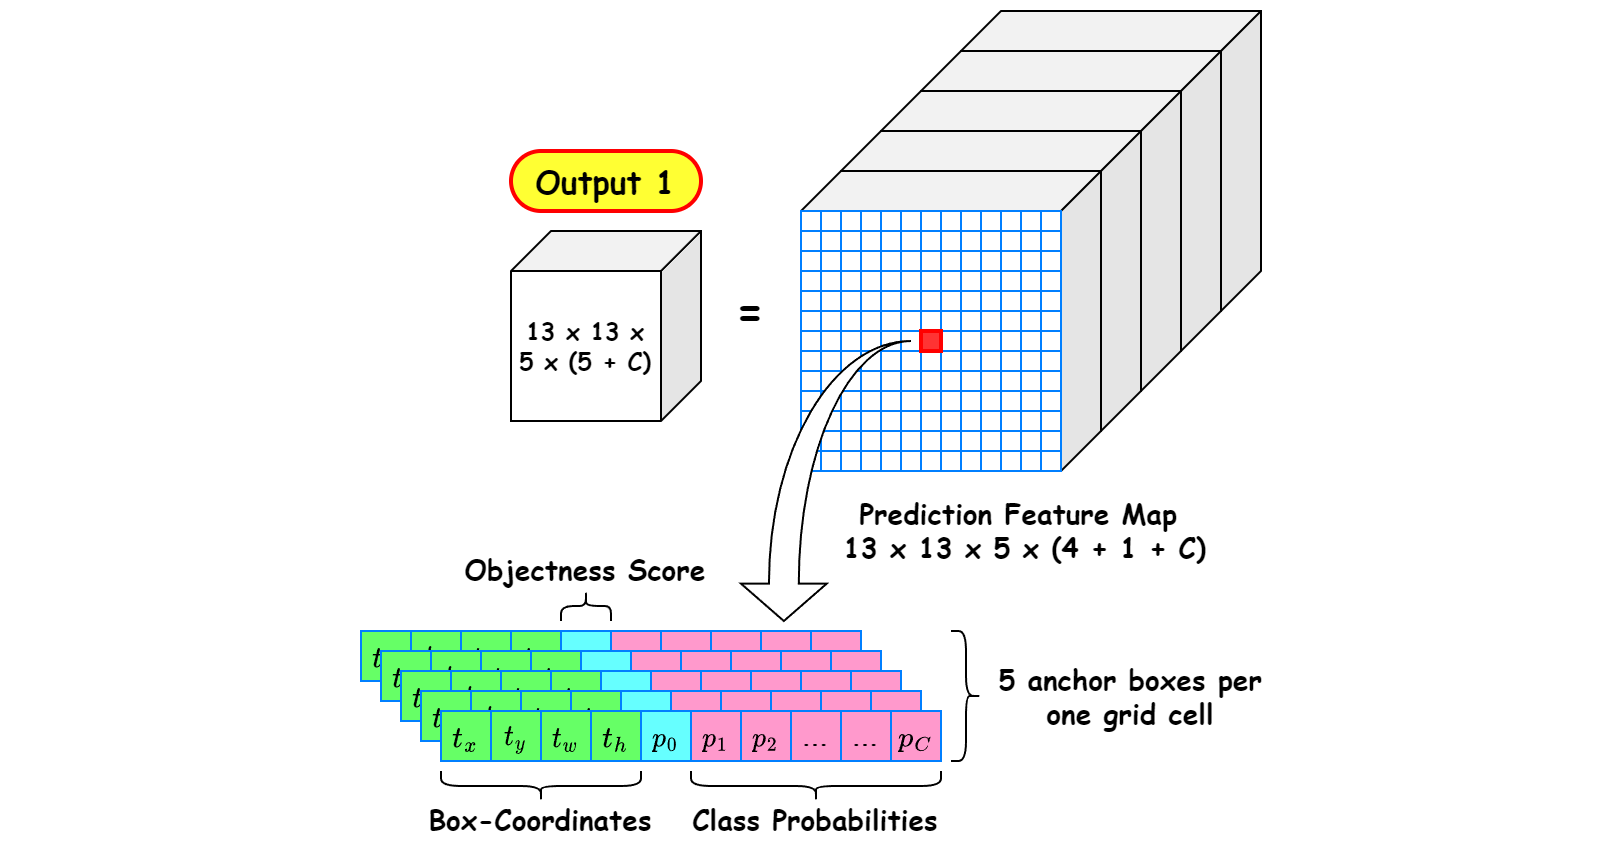 Output 1
13 x 13 x
5 x (5 + C)
=
Prediction Feature Map
13 x 13 x 5 x (4 + 1 + C)
Objectness Score
t
t
t
t
t_x t_y t_w t_h p_0 p_1 p_2 ... ... p_C
5 anchor boxes per
one grid cell
Box-Coordinates
Class Probabilities